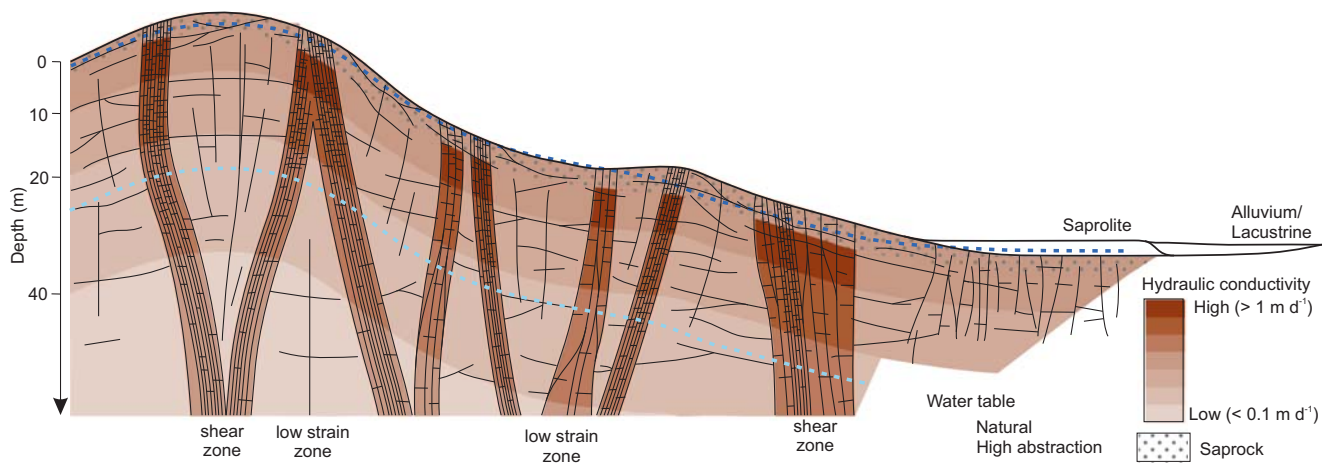 Depth (m)
0
10
20
40
shear
zone
low strain
zone
low strain
zone
shear
zone
Saprolite
Alluvium/
Lacustrine
Hydraulic conductivity
High (> 1 m d⁻¹)
Low (< 0.1 m d⁻¹)
Saprock
Water table
Natural
High abstraction